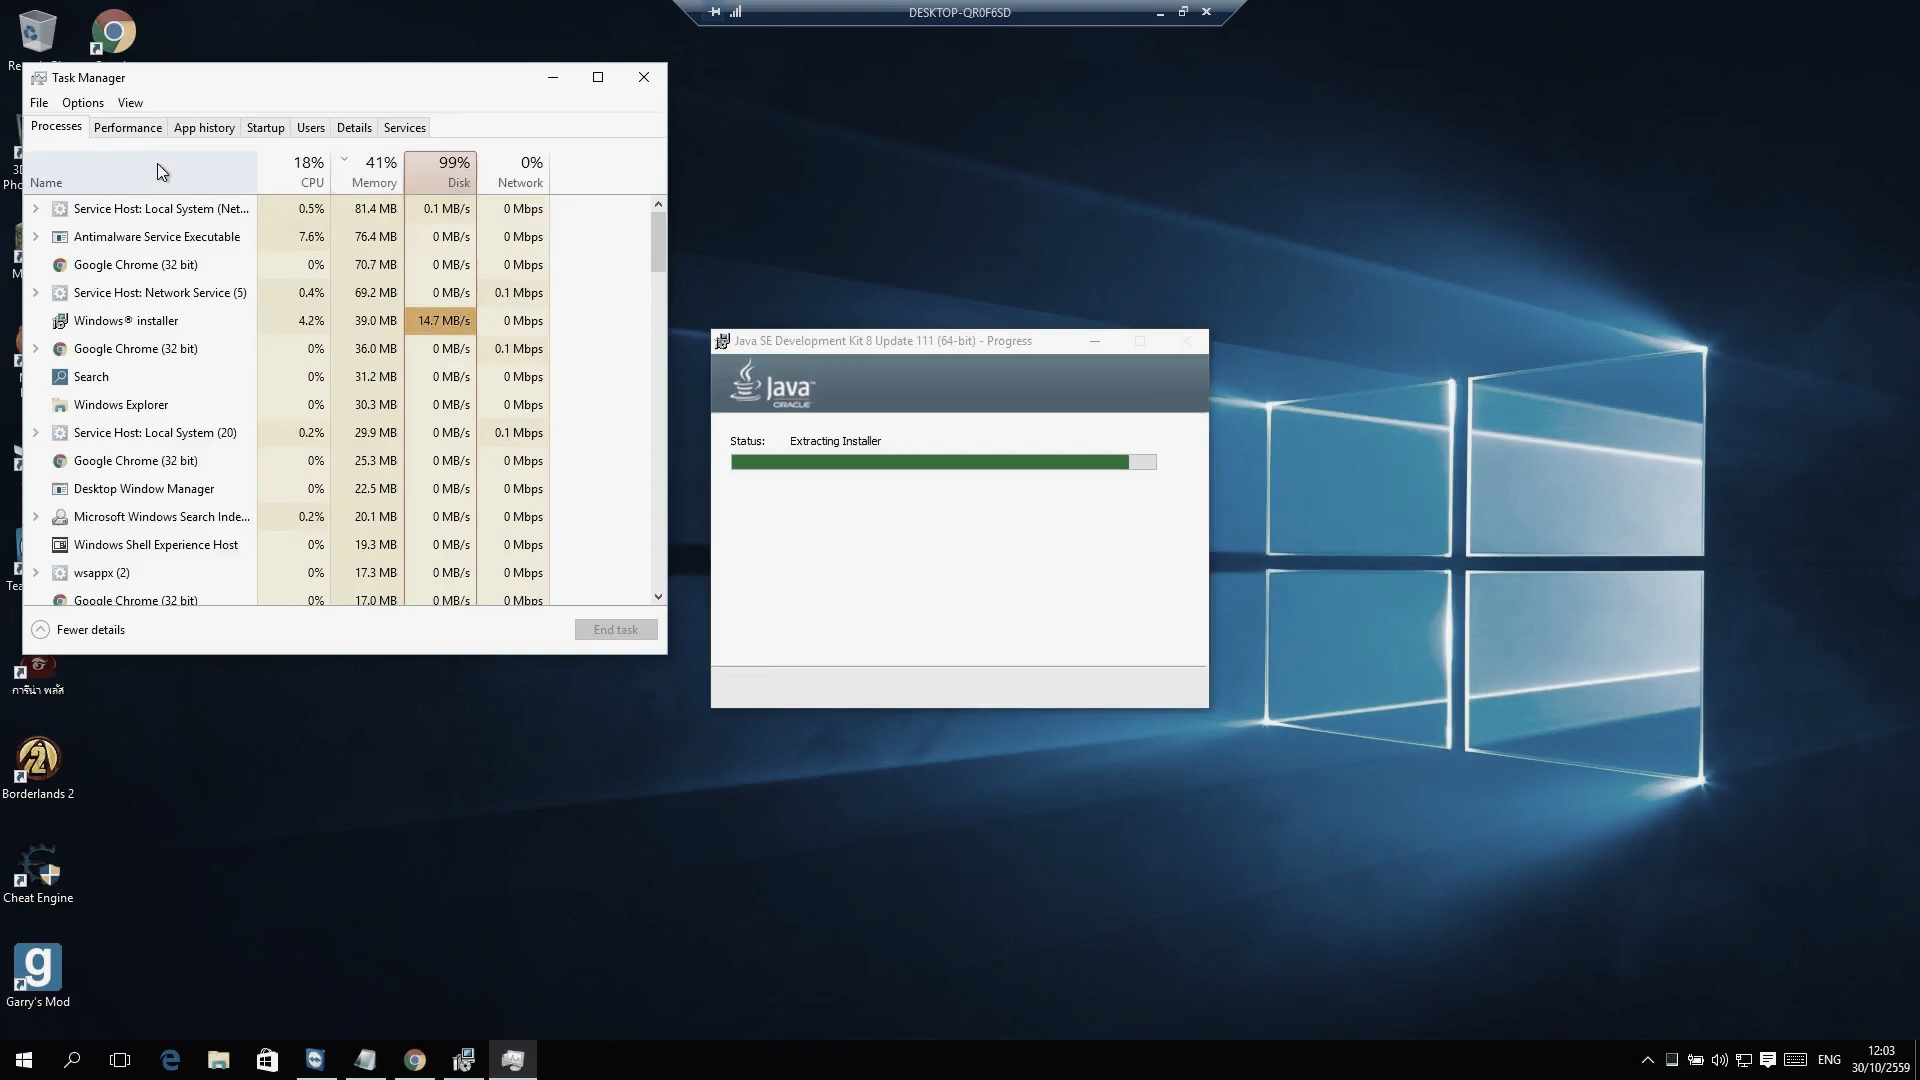 DESKTOP-QR0F6SD
Task Manager
File Options View
Processes Performance App history Startup Users Details Services
18% 41% 99% 0%
Name CPU Memory Disk Network
Service Host: Local System (Net... 0.5% 81.4 MB 0.1 MB/s 0 Mbps
Antimalware Service Executable 7.6% 76.4 MB 0 MB/s 0 Mbps
Google Chrome (32 bit) 0% 70.7 MB 0 MB/s 0 Mbps
Service Host: Network Service (5) 0.4% 69.2 MB 0 MB/s 0.1 Mbps
Windows® installer 4.2% 39.0 MB 14.7 MB/s 0 Mbps
Google Chrome (32 bit) 0% 36.0 MB 0 MB/s 0.1 Mbps
Search 0% 31.2 MB 0 MB/s 0 Mbps
Windows Explorer 0% 30.3 MB 0 MB/s 0 Mbps
Service Host: Local System (20) 0.2% 29.9 MB 0 MB/s 0.1 Mbps
Google Chrome (32 bit) 0% 25.3 MB 0 MB/s 0 Mbps
Desktop Window Manager 0% 22.5 MB 0 MB/s 0 Mbps
Microsoft Windows Search Inde... 0.2% 20.1 MB 0 MB/s 0 Mbps
Windows Shell Experience Host 0% 19.3 MB 0 MB/s 0 Mbps
wsappx (2) 0% 17.3 MB 0 MB/s 0 Mbps
Google Chrome (32 bit) 0% 17.0 MB 0 MB/s 0 Mbps
Fewer details End task
Java SE Development Kit 8 Update 111 (64-bit) - Progress
Java™
ORACLE
Status: Extracting Installer
การีน่า พลัส
Borderlands 2
Cheat Engine
g
Garry's Mod
ENG
12:03
30/10/2559